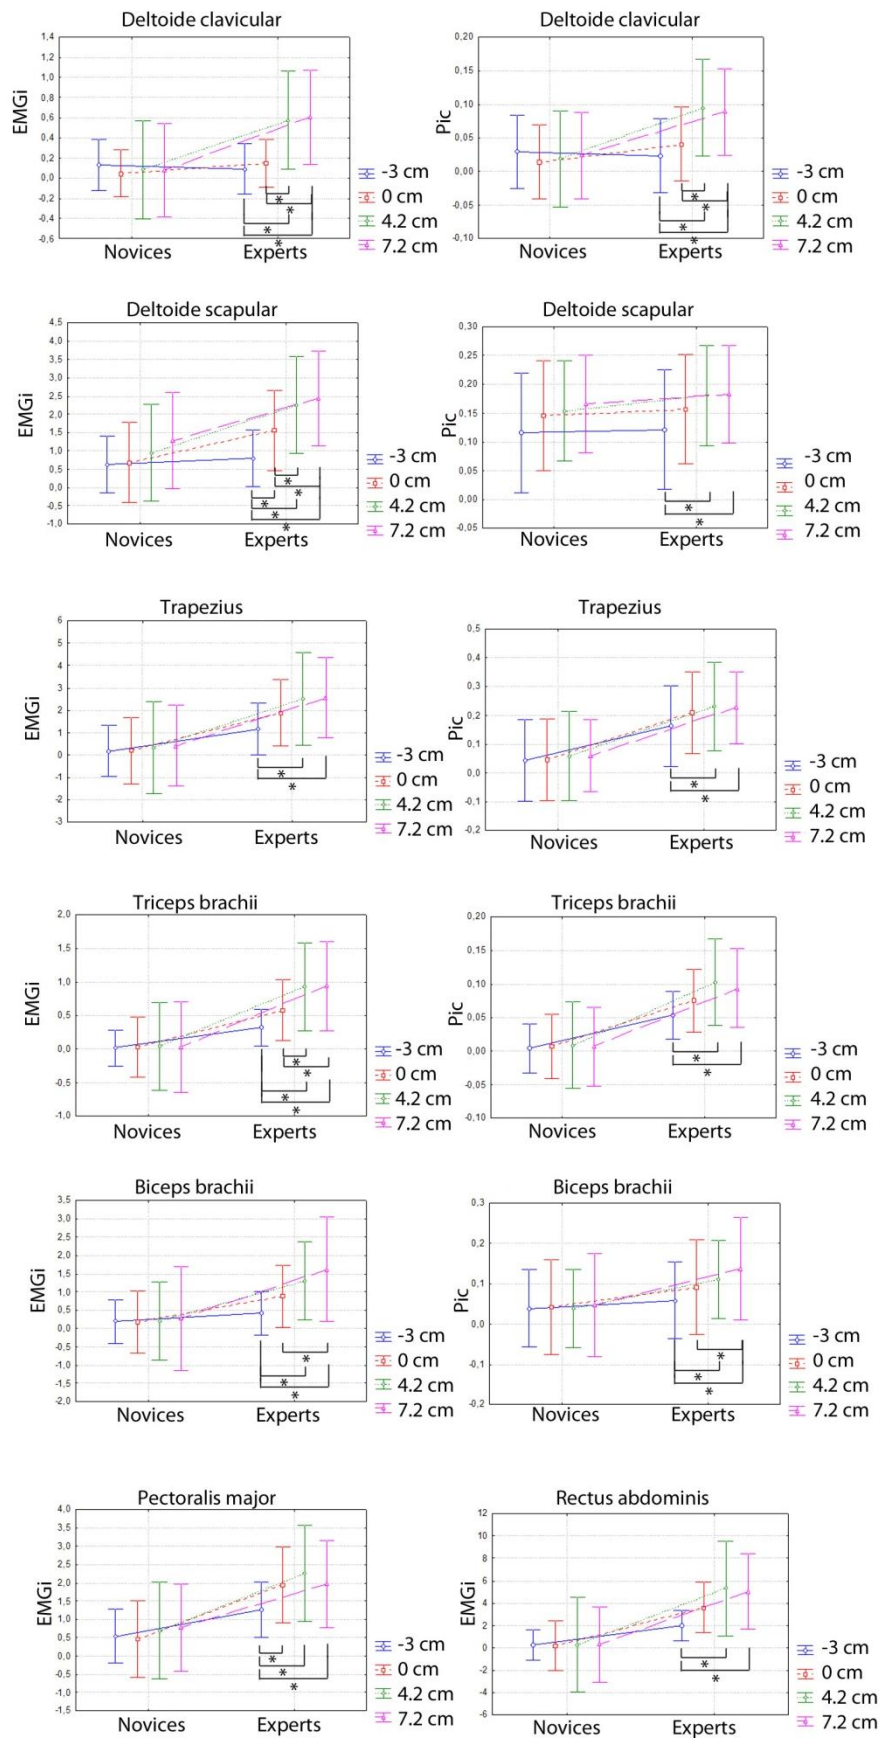 Deltoide clavicular
EMGi
1,4
1,2
1,0
0,8
0,6
0,4
0,2
0,0
-0,2
-0,4
-0,6
* * * *
Novices Experts
-3 cm
0 cm
4.2 cm
7.2 cm
Deltoide clavicular
Pic
0,20
0,15
0,10
0,05
0,00
-0,05
-0,10
* * * *
Novices Experts
-3 cm
0 cm
4.2 cm
7.2 cm
Deltoide scapular
EMGi
4,5
4,0
3,5
3,0
2,5
2,0
1,5
1,0
0,5
0,0
-0,5
-1,0
* * * * *
Novices Experts
-3 cm
0 cm
4.2 cm
7.2 cm
Deltoide scapular
Pic
0,30
0,25
0,20
0,15
0,10
0,05
0,00
-0,05
* *
Novices Experts
-3 cm
0 cm
4.2 cm
7.2 cm
Trapezius
EMGi
6
5
4
3
2
1
0
-1
-2
-3
* *
Novices Experts
-3 cm
0 cm
4.2 cm
7.2 cm
Trapezius
Pic
0,5
0,4
0,3
0,2
0,1
0,0
-0,1
-0,2
* *
Novices Experts
-3 cm
0 cm
4.2 cm
7.2 cm
Triceps brachii
EMGi
2,0
1,5
1,0
0,5
0,0
-0,5
-1,0
* * * *
Novices Experts
-3 cm
0 cm
4.2 cm
7.2 cm
Triceps brachii
Pic
0,20
0,15
0,10
0,05
0,00
-0,05
-0,10
* *
Novices Experts
-3 cm
0 cm
4.2 cm
7.2 cm
Biceps brachii
EMGi
3,5
3,0
2,5
2,0
1,5
1,0
0,5
0,0
-0,5
-1,0
-1,5
-2,0
* * *
Novices Experts
-3 cm
0 cm
4.2 cm
7.2 cm
Biceps brachii
Pic
0,3
0,2
0,1
0,0
-0,1
-0,2
* * *
Novices Experts
-3 cm
0 cm
4.2 cm
7.2 cm
Pectoralis major
EMGi
4,0
3,5
3,0
2,5
2,0
1,5
1,0
0,5
0,0
-0,5
-1,0
-1,5
* * *
Novices Experts
-3 cm
0 cm
4.2 cm
7.2 cm
Rectus abdominis
EMGi
12
10
8
6
4
2
0
-2
-4
-6
* *
Novices Experts
-3 cm
0 cm
4.2 cm
7.2 cm